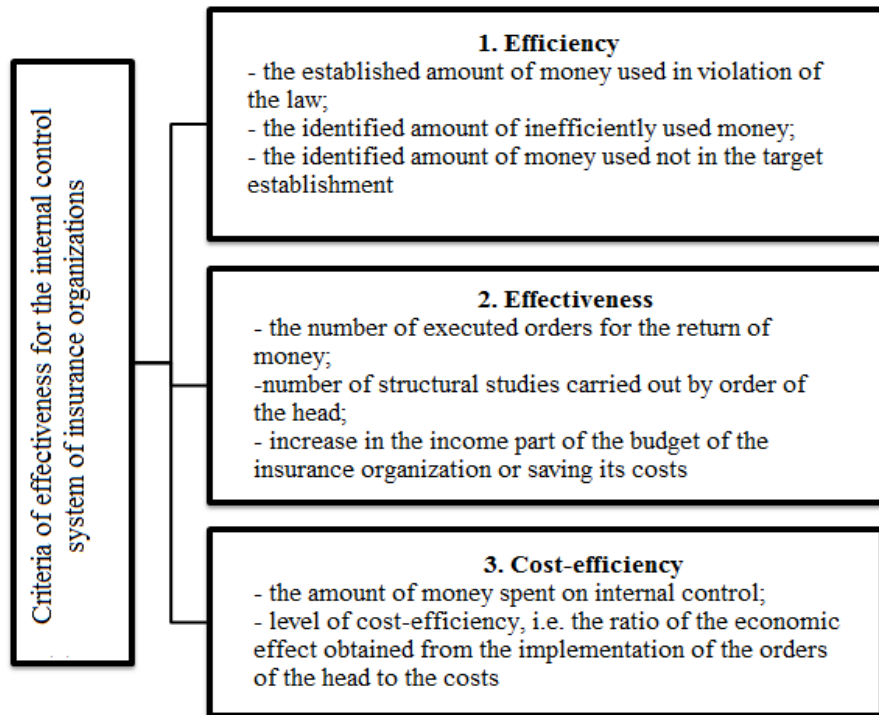 Criteria of effectiveness for the internal control
system of insurance organizations
1. Efficiency
- the established amount of money used in violation of
the law;
- the identified amount of inefficiently used money;
- the identified amount of money used not in the target
establishment
2. Effectiveness
- the number of executed orders for the return of
money;
-number of structural studies carried out by order of
the head;
- increase in the income part of the budget of the
insurance organization or saving its costs
3. Cost-efficiency
- the amount of money spent on internal control;
- level of cost-efficiency, i.e. the ratio of the economic
effect obtained from the implementation of the orders
of the head to the costs